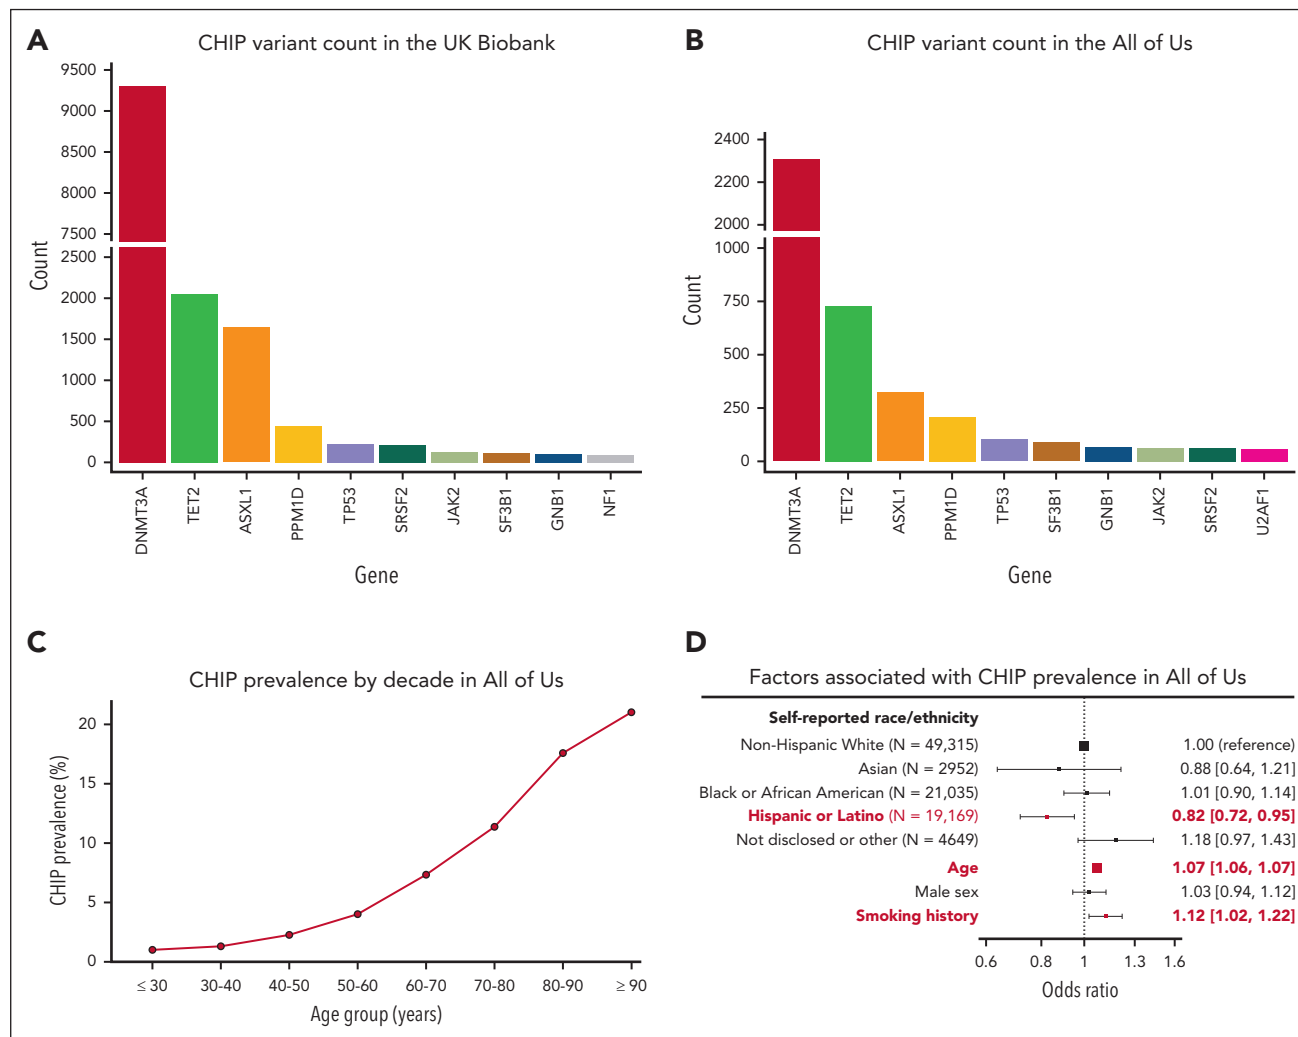 A
CHIP variant count in the UK Biobank
9500
9000
8500
8000
7500
2500
2000
1500
1000
500
0
Count
DNMT3A
TET2
ASXL1
PPM1D
TP53
SRSF2
JAK2
SF3B1
GNB1
NF1
Gene
B
CHIP variant count in the All of Us
2400
2200
2000
1000
750
500
250
0
Count
DNMT3A
TET2
ASXL1
PPM1D
TP53
SF3B1
GNB1
JAK2
SRSF2
U2AF1
Gene
C
CHIP prevalence by decade in All of Us
20
15
10
5
0
CHIP prevalence (%)
≤ 30
30-40
40-50
50-60
60-70
70-80
80-90
≥ 90
Age group (years)
D
Factors associated with CHIP prevalence in All of Us
Self-reported race/ethnicity
Non-Hispanic White (N = 49,315) 1.00 (reference)
Asian (N = 2952) 0.88 [0.64, 1.21]
Black or African American (N = 21,035) 1.01 [0.90, 1.14]
Hispanic or Latino (N = 19,169) 0.82 [0.72, 0.95]
Not disclosed or other (N = 4649) 1.18 [0.97, 1.43]
Age 1.07 [1.06, 1.07]
Male sex 1.03 [0.94, 1.12]
Smoking history 1.12 [1.02, 1.22]
0.6 0.8 1 1.3 1.6
Odds ratio